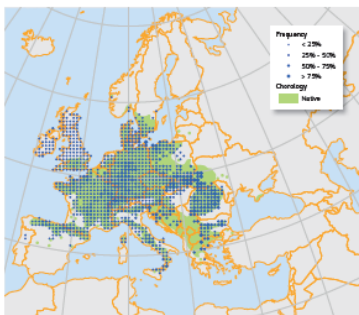 Frequency
< 25%
25% - 50%
50% - 75%
> 75%
Chorology
Native